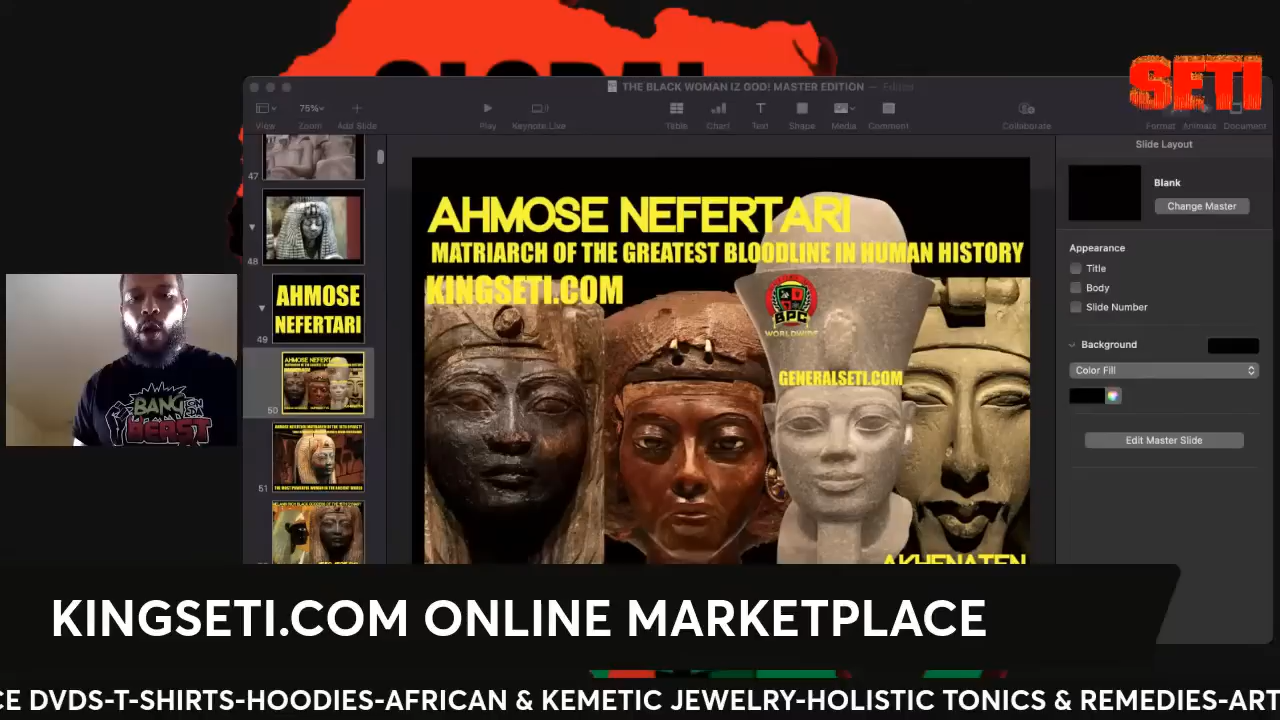 GLOBAL
SETI
THE BLACK WOMAN IZ GOD! MASTER EDITION — Edited
75%
View Zoom Add Slide Play Keynote Live Table Chart Text Shape Media Comment Collaborate Format Animate Document
47
48
49
AHMOSE
NEFERTARI
50
51
AHMOSE NEFERTARI
MATRIARCH OF THE GREATEST BLOODLINE IN HUMAN HISTORY
KINGSETI.COM
BPC
WORLDWIDE
GENERALSETI.COM
AKHENATEN
Slide Layout
Blank
Change Master
Appearance
Title
Body
Slide Number
Background
Color Fill
Edit Master Slide
BANG
ON DA
BEAST
KINGSETI.COM ONLINE MARKETPLACE
CE DVDS-T-SHIRTS-HOODIES-AFRICAN & KEMETIC JEWELRY-HOLISTIC TONICS & REMEDIES-ART